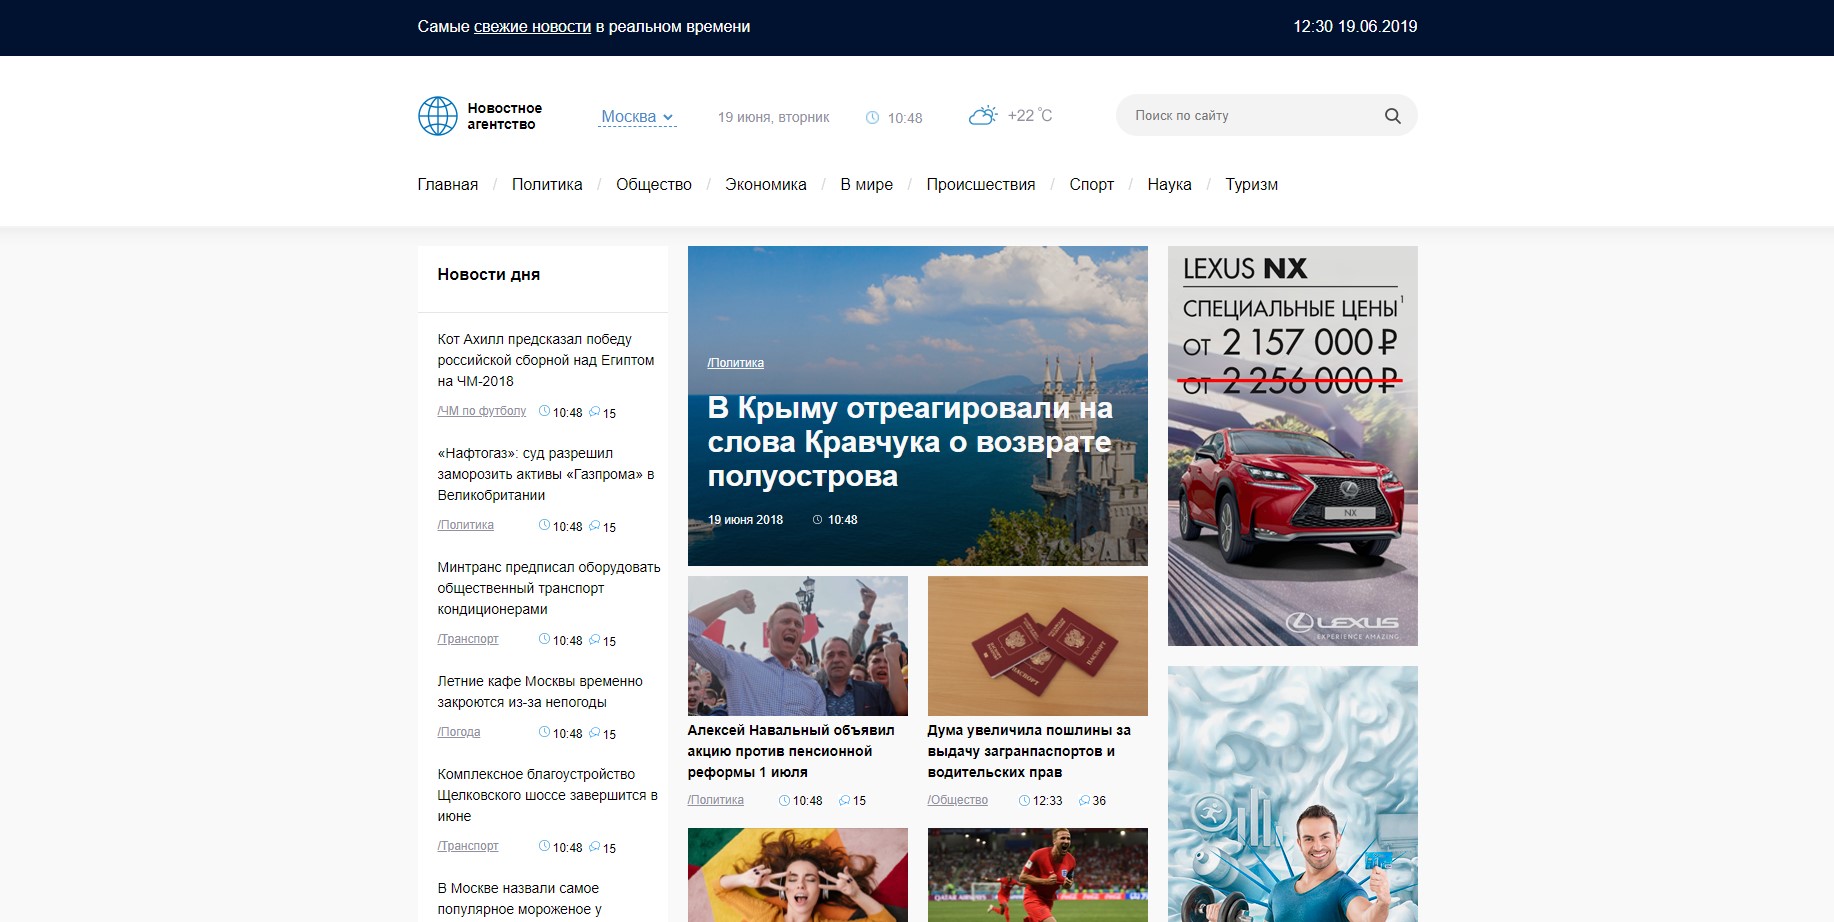 Самые свежие новости в реальном времени
12:30 19.06.2019
Новостное
агентство
Москва
19 июня, вторник
10:48
+22 °C
Поиск по сайту
Главная / Политика / Общество / Экономика / В мире / Происшествия / Спорт / Наука / Туризм
Новости дня
Кот Ахилл предсказал победу
российской сборной над Египтом
на ЧМ-2018
/ЧМ по футболу 10:48 15
«Нафтогаз»: суд разрешил
заморозить активы «Газпрома» в
Великобритании
/Политика 10:48 15
Минтранс предписал оборудовать
общественный транспорт
кондиционерами
/Транспорт 10:48 15
Летние кафе Москвы временно
закроются из-за непогоды
/Погода 10:48 15
Комплексное благоустройство
Щелковского шоссе завершится в
июне
/Транспорт 10:48 15
В Москве назвали самое
популярное мороженое у
/Политика
В Крыму отреагировали на
слова Кравчука о возврате
полуострова
19 июня 2018 10:48
Алексей Навальный объявил
акцию против пенсионной
реформы 1 июля
/Политика 10:48 15
ПАСПОРТ
ПАСПОРТ
Дума увеличила пошлины за
выдачу загранпаспортов и
водительских прав
/Общество 12:33 36
QATAR AIRWAYS
LEXUS NX
СПЕЦИАЛЬНЫЕ ЦЕНЫ¹
ОТ 2 157 000 ₽
ОТ 2 256 000 ₽
NX
LEXUS
EXPERIENCE AMAZING